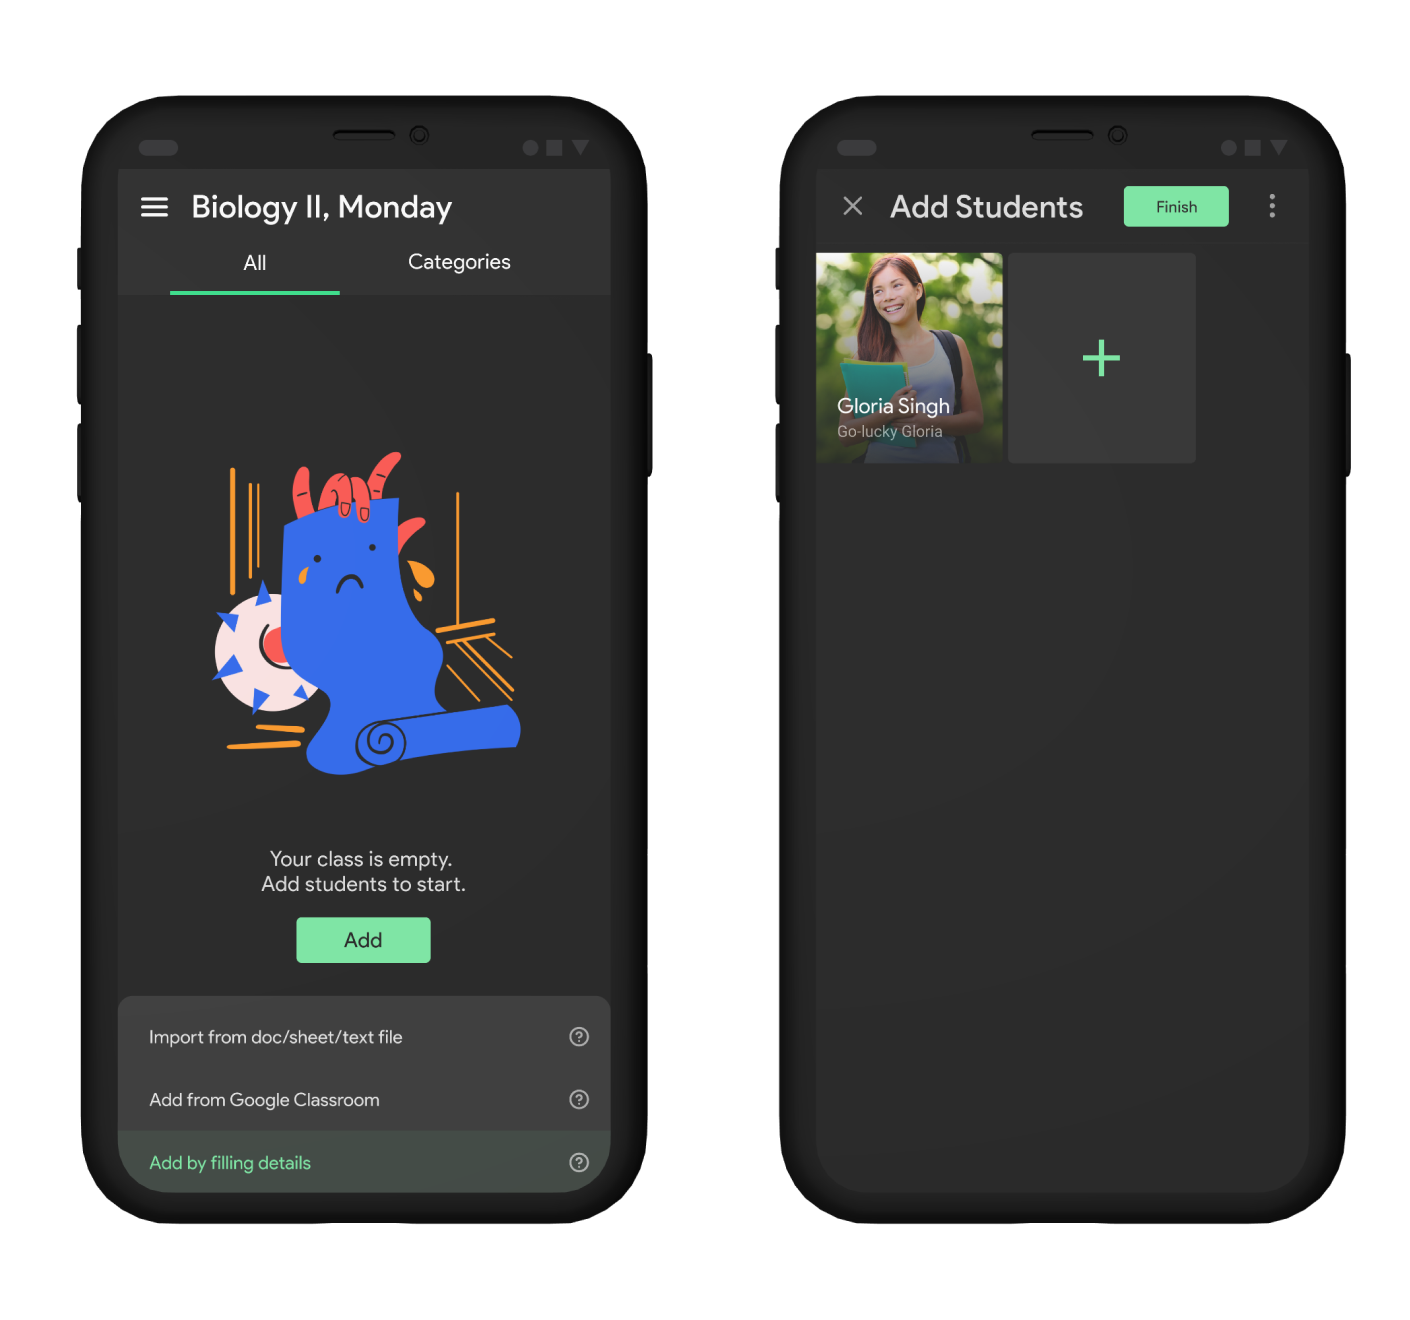 Biology II, Monday
All
Categories
Your class is empty.
Add students to start.
Add
Import from doc/sheet/text file
Add from Google Classroom
Add by filling details
Add Students
Finish
Gloria Singh
Go-lucky Gloria